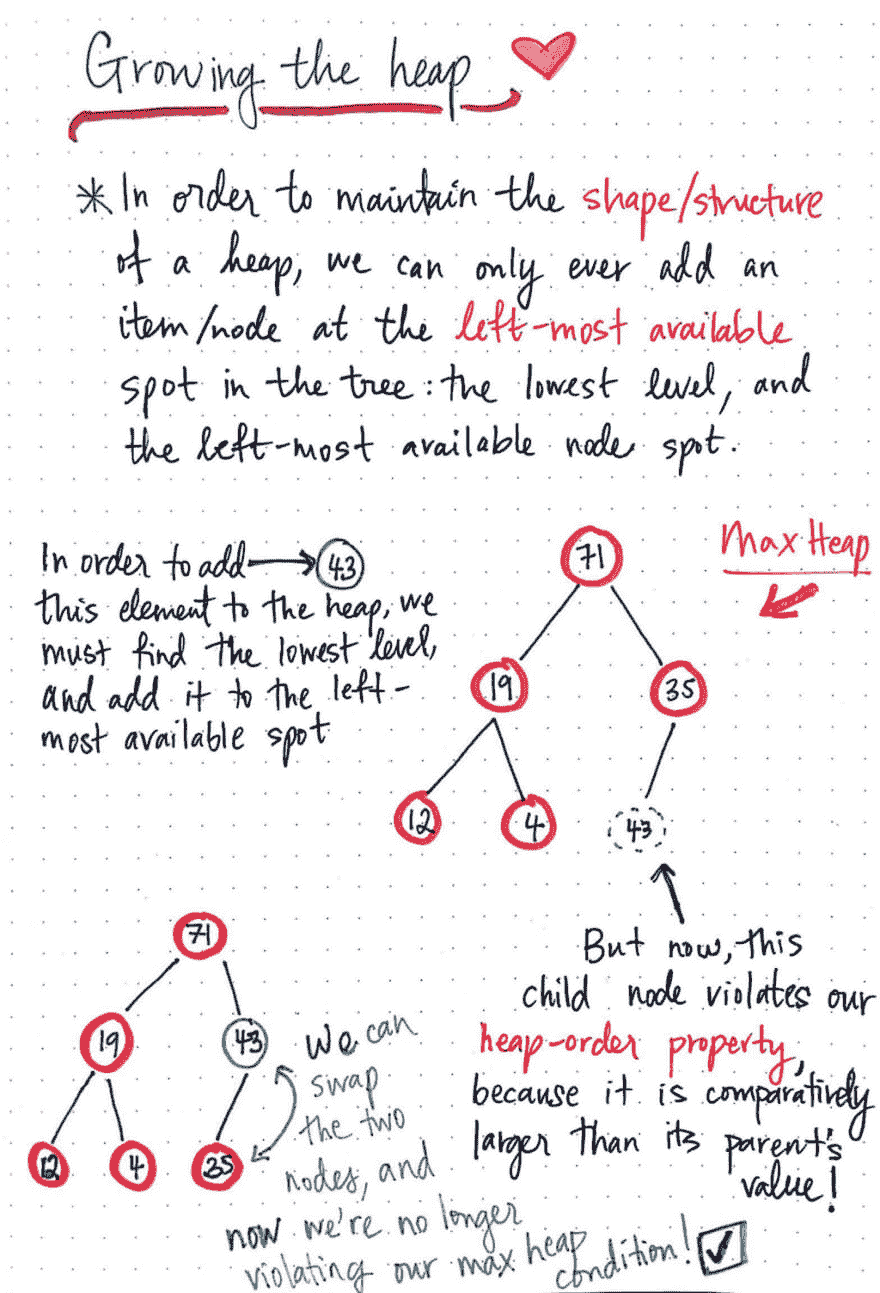 Growing the heap
* In order to maintain the shape/structure
of a heap, we can only ever add an
item/node at the left-most available
spot in the tree: the lowest level, and
the left-most available node spot.
In order to add → 43
this element to the heap, we
must find the lowest level,
and add it to the left-
most available spot
Max Heap
71
19 35
12 4 43
But now, this
child node violates our
heap-order property,
because it is comparatively
larger than its parent's
value!
71
19 43
12 4 35
We can
swap
the two
nodes, and
now we're no longer
violating our max heap
condition!